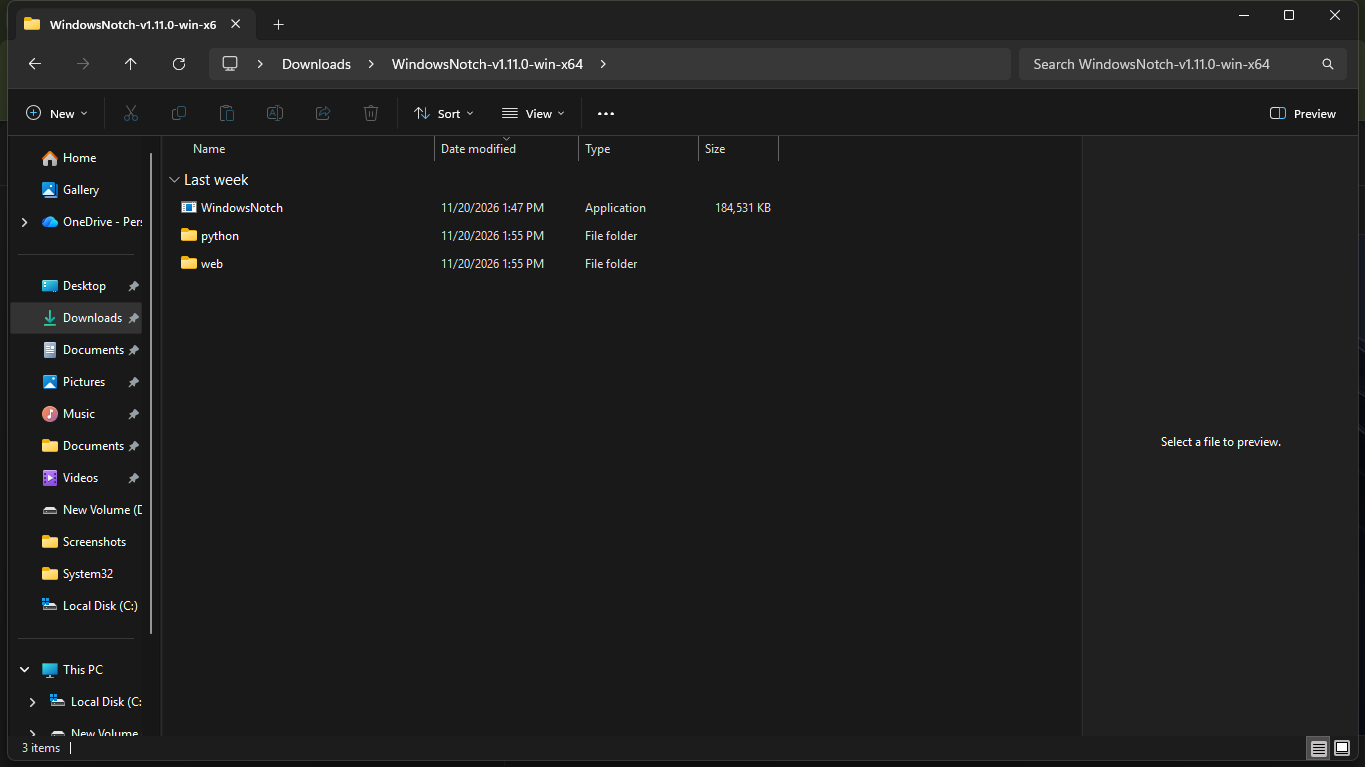 WindowsNotch-v1.11.0-win-x6
Downloads
WindowsNotch-v1.11.0-win-x64
Search WindowsNotch-v1.11.0-win-x64
New
Sort
View
Preview
Home
Gallery
OneDrive - Pers
Desktop
Downloads
Documents
Pictures
Music
Documents
Videos
New Volume (D
Screenshots
System32
Local Disk (C:)
This PC
Local Disk (C:
New Volume
Name Date modified Type Size
Last week
WindowsNotch 11/20/2026 1:47 PM Application 184,531 KB
python 11/20/2026 1:55 PM File folder
web 11/20/2026 1:55 PM File folder
Select a file to preview.
3 items